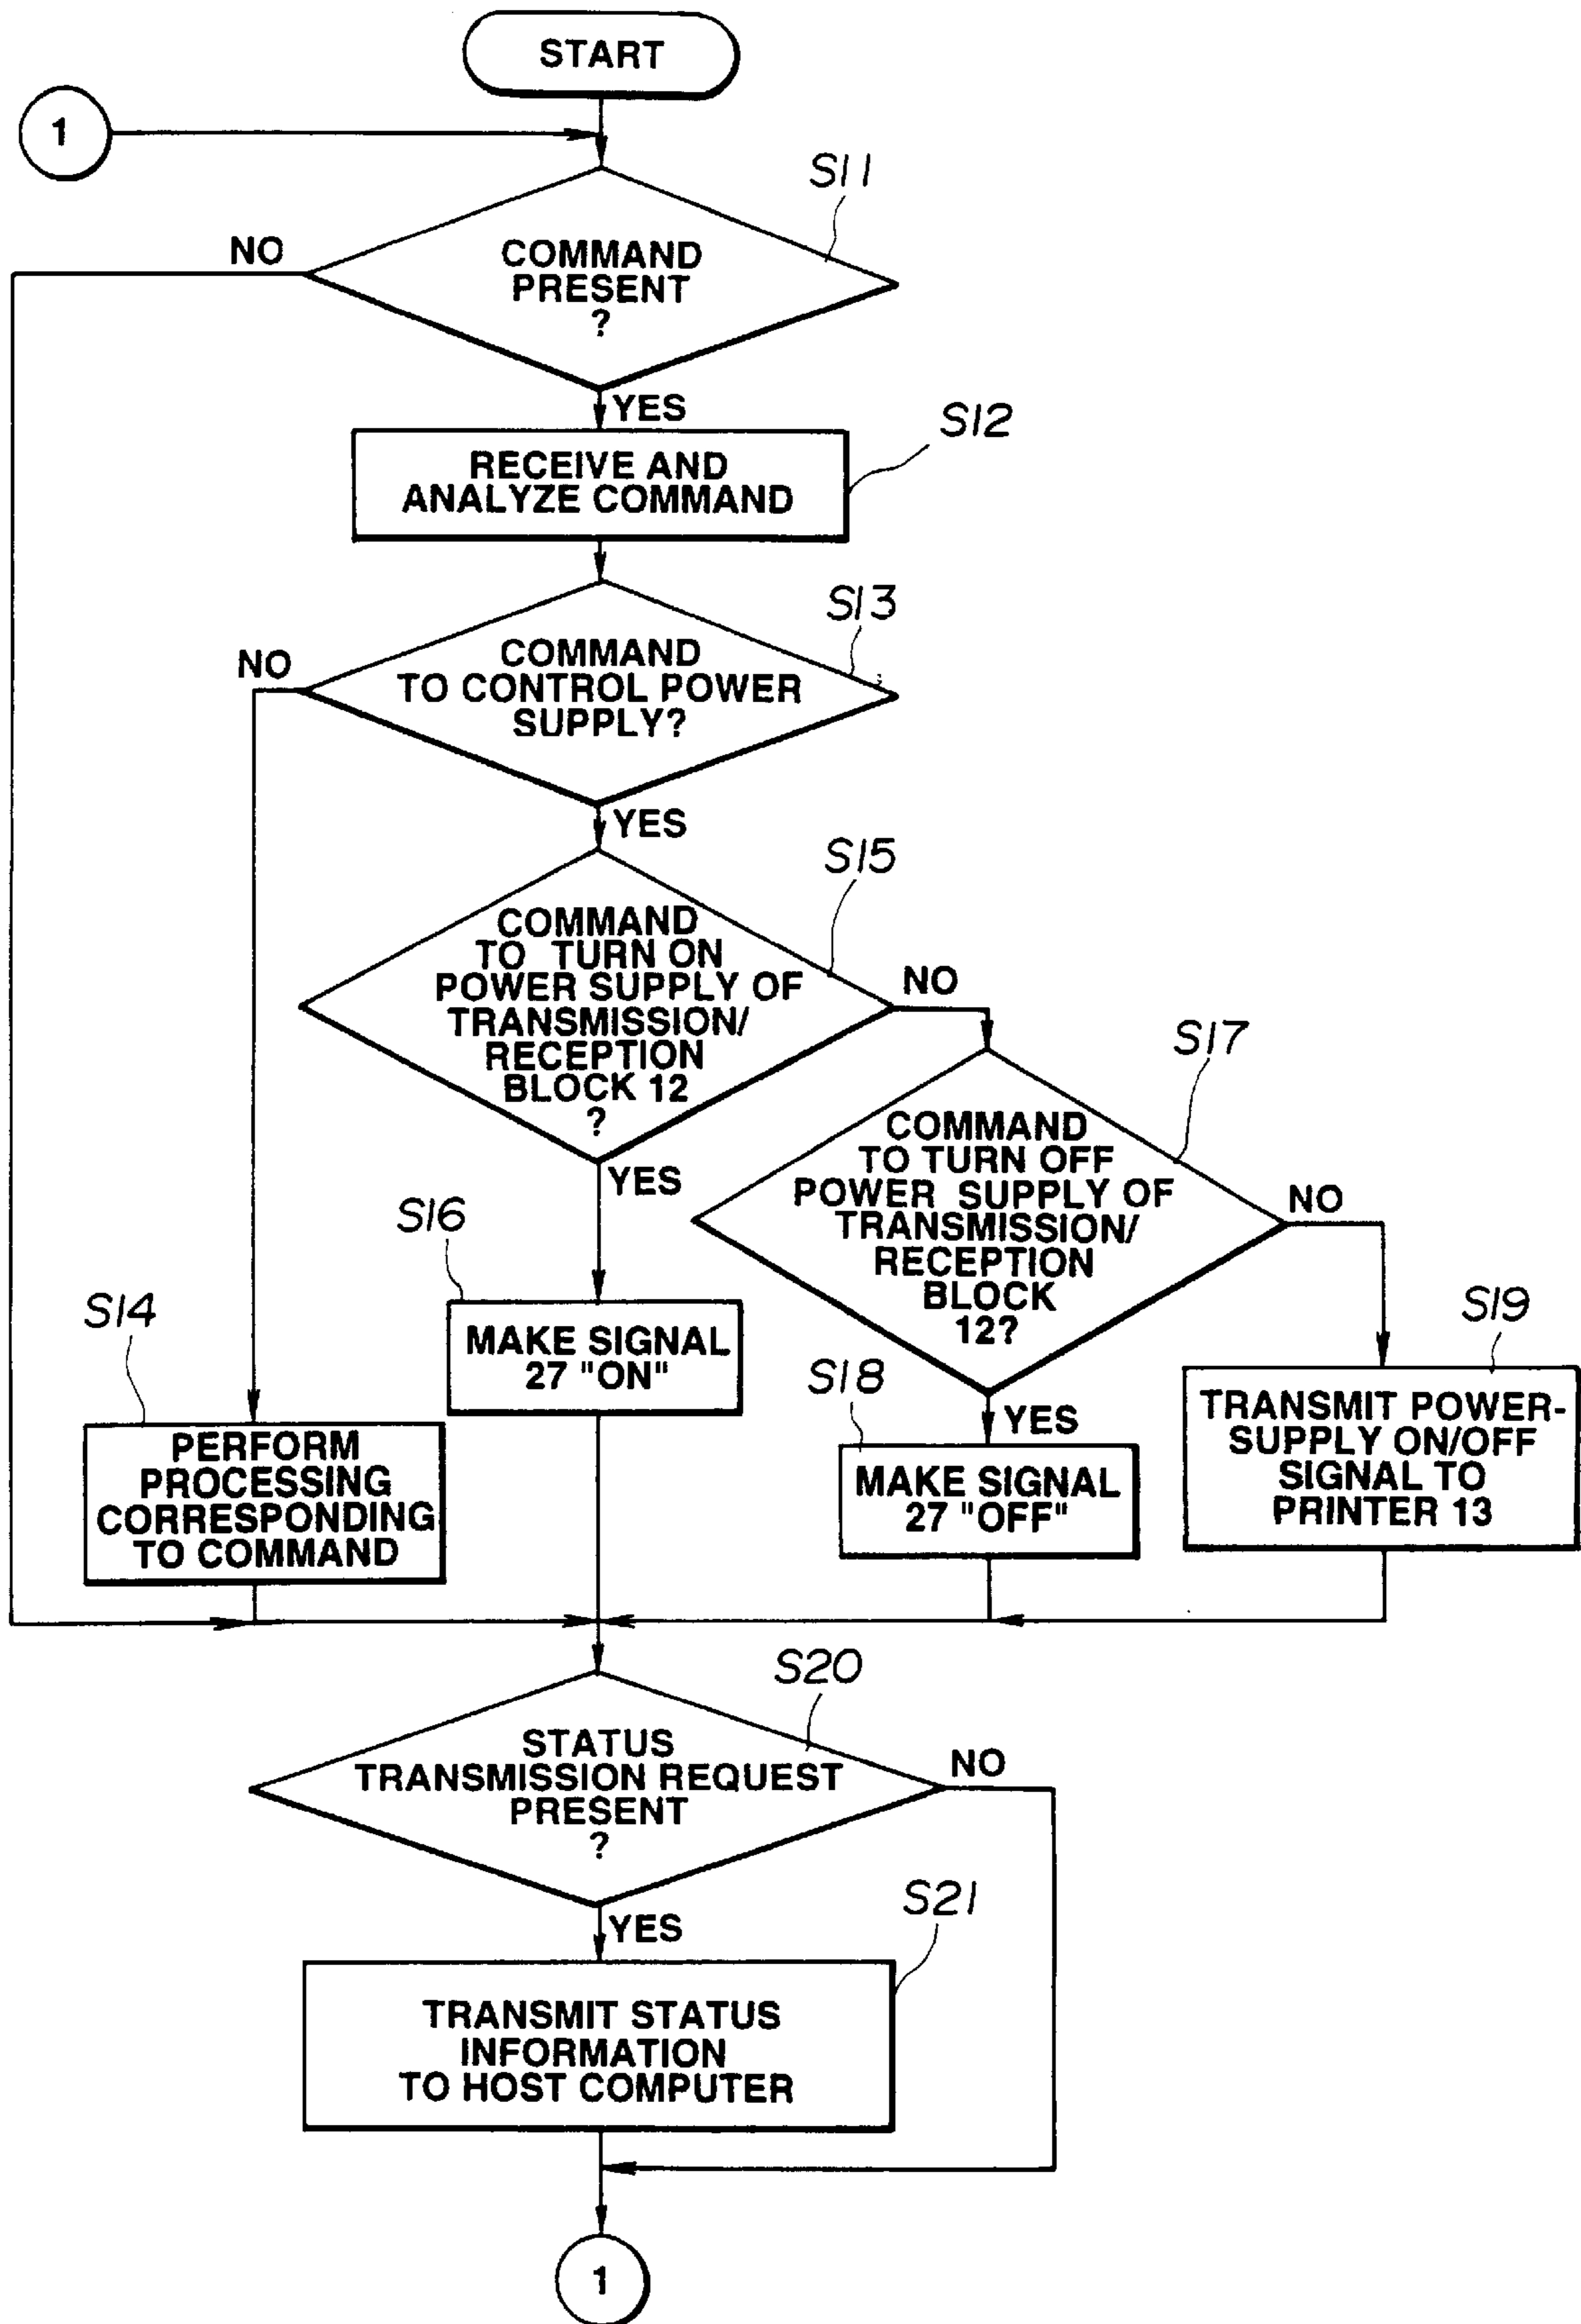 START
1
S11
NO
COMMAND
PRESENT
?
YES
S12
RECEIVE AND
ANALYZE COMMAND
S13
NO
COMMAND
TO CONTROL POWER
SUPPLY?
YES
S15
COMMAND
TO TURN ON
POWER SUPPLY OF
TRANSMISSION/
RECEPTION
BLOCK 12
?
NO
S17
YES
COMMAND
TO TURN OFF
POWER SUPPLY OF
TRANSMISSION/
RECEPTION
BLOCK
12?
NO
S16
MAKE SIGNAL
27 "ON"
S14
PERFORM
PROCESSING
CORRESPONDING
TO COMMAND
S18
YES
MAKE SIGNAL
27 "OFF"
S19
TRANSMIT POWER-
SUPPLY ON/OFF
SIGNAL TO
PRINTER 13
S20
STATUS
TRANSMISSION REQUEST
PRESENT
?
NO
YES
S21
TRANSMIT STATUS
INFORMATION
TO HOST COMPUTER
1